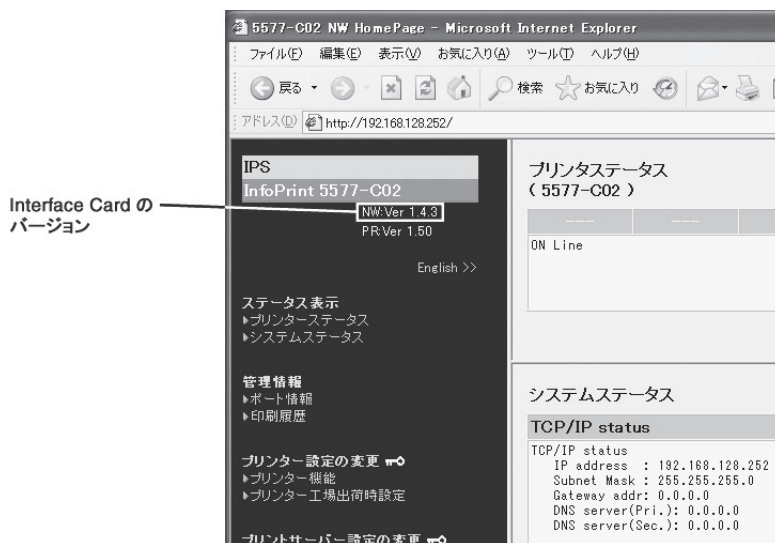 5577-C02 NW HomePage - Microsoft Internet Explorer
ファイル(F) 編集(E) 表示(V) お気に入り(A) ツール(T) ヘルプ(H)
戻る 検索 お気に入り
アドレス(D) http://192.168.128.252/
Interface Card の
バージョン
IPS
InfoPrint 5577-C02
NW:Ver 1.4.3
PR:Ver 1.50
English >>
ステータス表示
プリンターステータス
システムステータス
管理情報
ポート情報
印刷履歴
プリンター設定の変更
プリンター機能
プリンター工場出荷時設定
プリントサーバー設定の変更
プリンタステータス
( 5577-C02 )
--- ---
ON Line
システムステータス
TCP/IP status
TCP/IP status
IP address : 192.168.128.252
Subnet Mask : 255.255.255.0
Gateway addr: 0.0.0.0
DNS server(Pri.): 0.0.0.0
DNS server(Sec.): 0.0.0.0